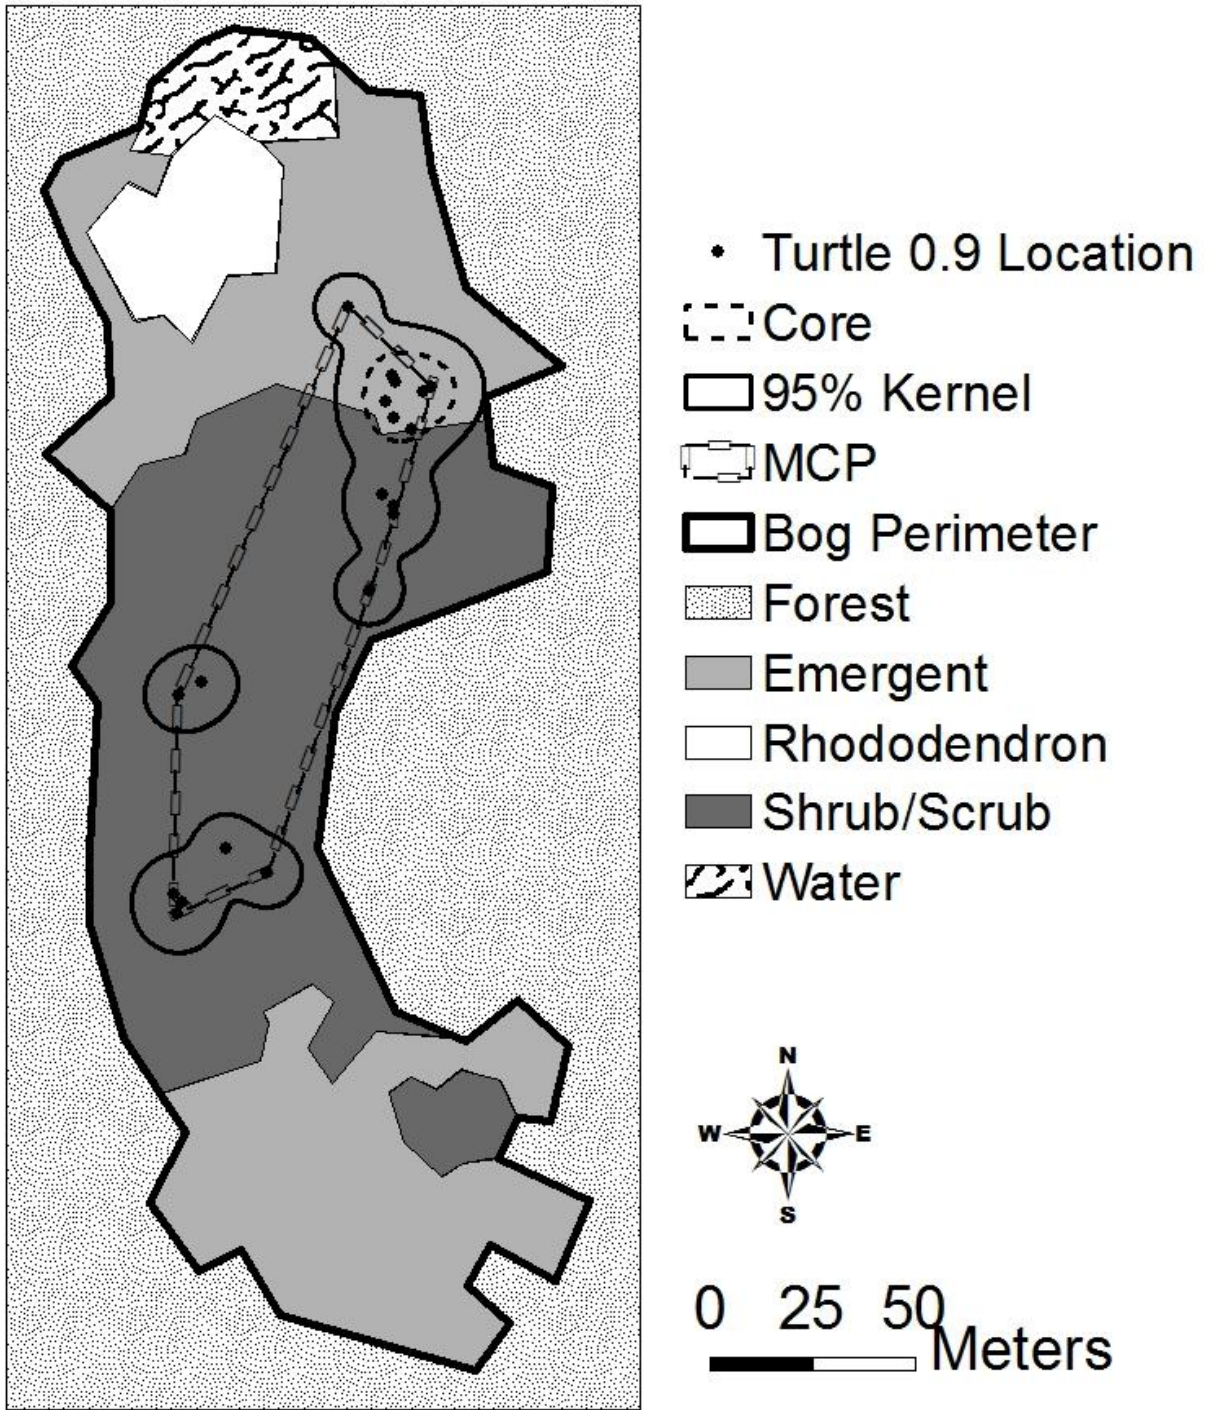 Turtle 0.9 Location
Core
95% Kernel
MCP
Bog Perimeter
Forest
Emergent
Rhododendron
Shrub/Scrub
Water
N
W E
S
0 25 50
Meters